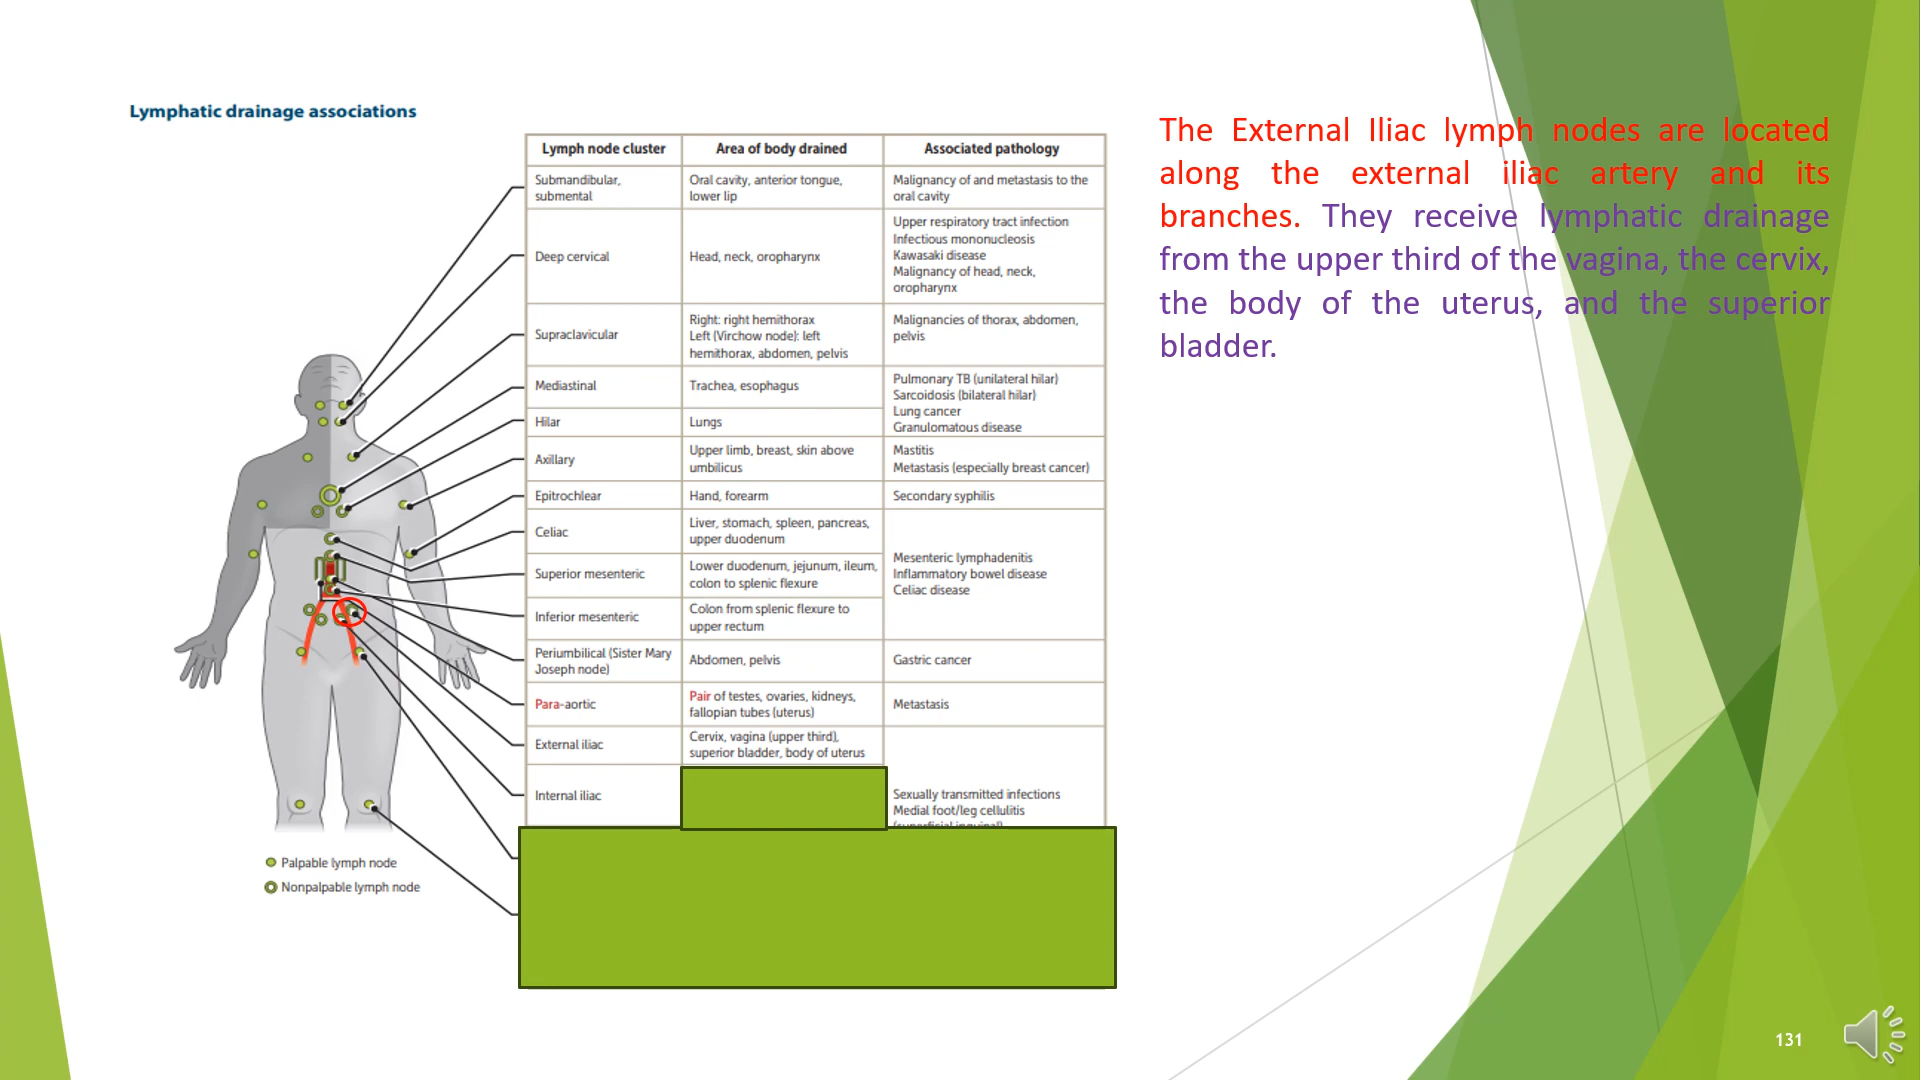 Lymphatic drainage associations
Lymph node cluster
Area of body drained
Associated pathology
Submandibular,
submental
Oral cavity, anterior tongue,
lower lip
Malignancy of and metastasis to the
oral cavity
Deep cervical
Head, neck, oropharynx
Upper respiratory tract infection
Infectious mononucleosis
Kawasaki disease
Malignancy of head, neck,
oropharynx
Supraclavicular
Right: right hemithorax
Left (Virchow node): left
hemithorax, abdomen, pelvis
Malignancies of thorax, abdomen,
pelvis
Mediastinal
Trachea, esophagus
Pulmonary TB (unilateral hilar)
Sarcoidosis (bilateral hilar)
Lung cancer
Granulomatous disease
Hilar
Lungs
Axillary
Upper limb, breast, skin above
umbilicus
Mastitis
Metastasis (especially breast cancer)
Epitrochlear
Hand, forearm
Secondary syphilis
Celiac
Liver, stomach, spleen, pancreas,
upper duodenum
Mesenteric lymphadenitis
Inflammatory bowel disease
Celiac disease
Superior mesenteric
Lower duodenum, jejunum, ileum,
colon to splenic flexure
Inferior mesenteric
Colon from splenic flexure to
upper rectum
Periumbilical (Sister Mary
Joseph node)
Abdomen, pelvis
Gastric cancer
Para-aortic
Pair of testes, ovaries, kidneys,
fallopian tubes (uterus)
Metastasis
External iliac
Cervix, vagina (upper third),
superior bladder, body of uterus
Internal iliac
Sexually transmitted infections
Medial foot/leg cellulitis
(superficial inguinal)
Palpable lymph node
Nonpalpable lymph node
The External Iliac lymph nodes are located
along the external iliac artery and its
branches. They receive lymphatic drainage
from the upper third of the vagina, the cervix,
the body of the uterus, and the superior
bladder.
131